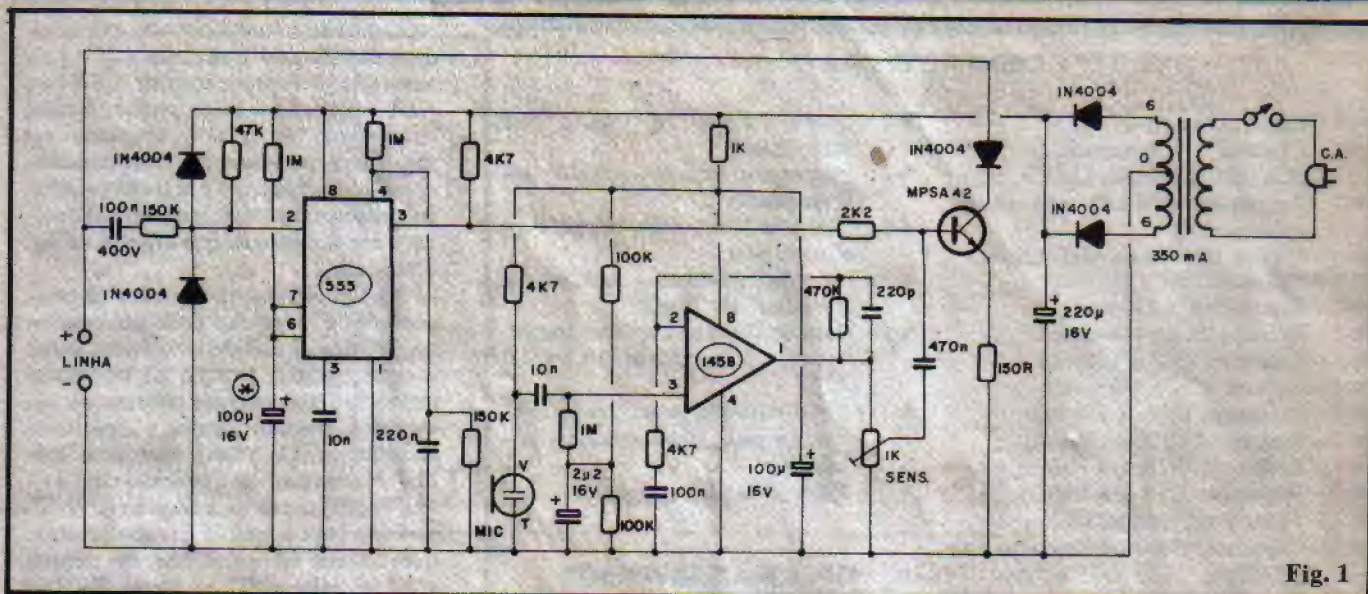 1N4004
47K
1M
1M
4K7
1K
1N4004
1N4004
6
0
6
350 mA
C.A.
1N4004
100n
150K
400V
1N4004
8
4
2
3
7
6
5
1
555
MPSA 42
2K2
+
LINHA
-
*
100µ
16V
+
10n
220n
150K
4K7
100K
10n
1M
2µ2
16V
+
MIC
V
T
100K
2
3
8
4
1
1458
4K7
100n
470K
220p
100µ
16V
+
1K
SENS.
470n
150R
220µ
16V
+
Fig. 1